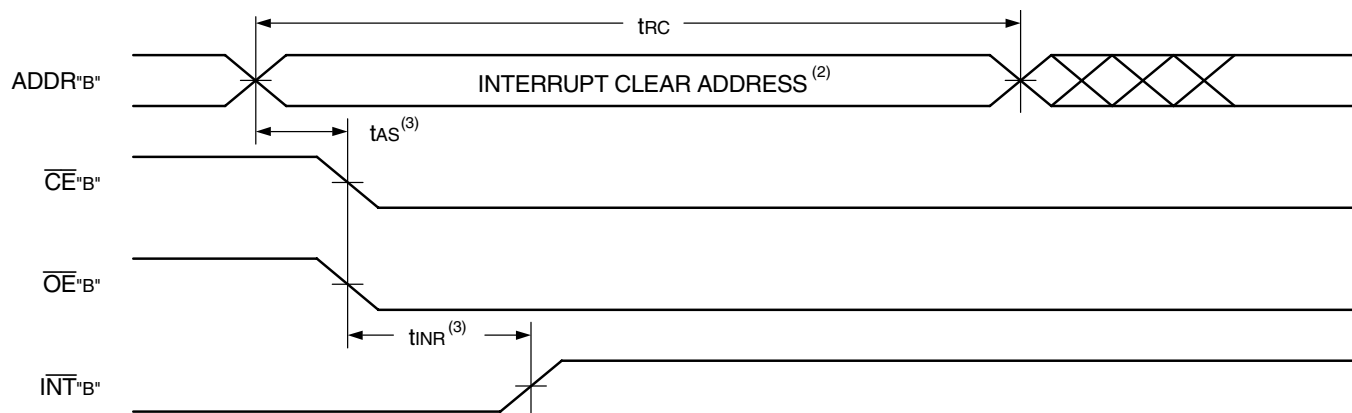 tRC
ADDR"B"
INTERRUPT CLEAR ADDRESS(2)
tAS(3)
CE"B"
OE"B"
tINR(3)
INT"B"